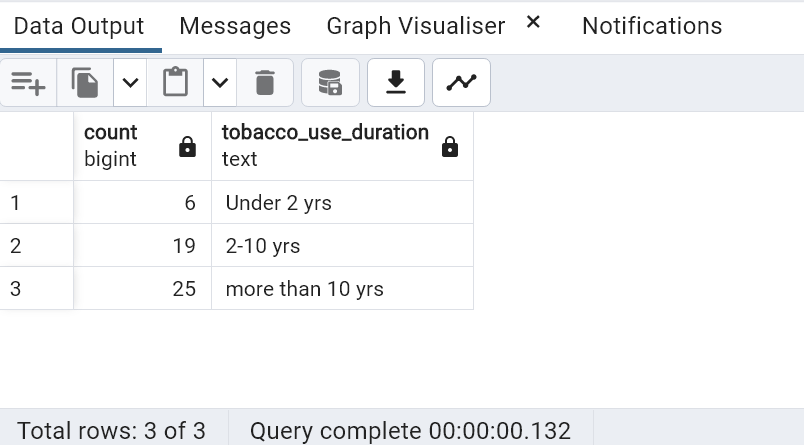 Data Output Messages Graph Visualiser × Notifications
count tobacco_use_duration
bigint text
1 6 Under 2 yrs
2 19 2-10 yrs
3 25 more than 10 yrs
Total rows: 3 of 3 Query complete 00:00:00.132